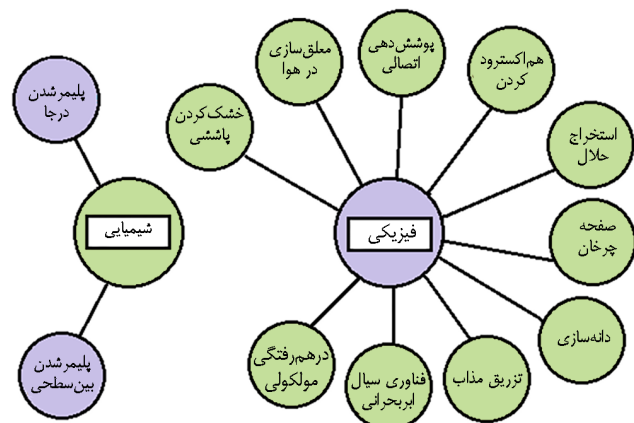 شیمیایی
پلیمرشدن
درجا
پلیمرشدن
بین‌سطحی
فیزیکی
خشک‌کردن
پاششی
معلق‌سازی
در هوا
پوشش‌دهی
اتصالی
هم‌اکسترود
کردن
استخراج
حلال
صفحه
چرخان
دانه‌سازی
تزریق مذاب
فناوری سیال
ابربحرانی
درهم‌رفتگی
مولکولی